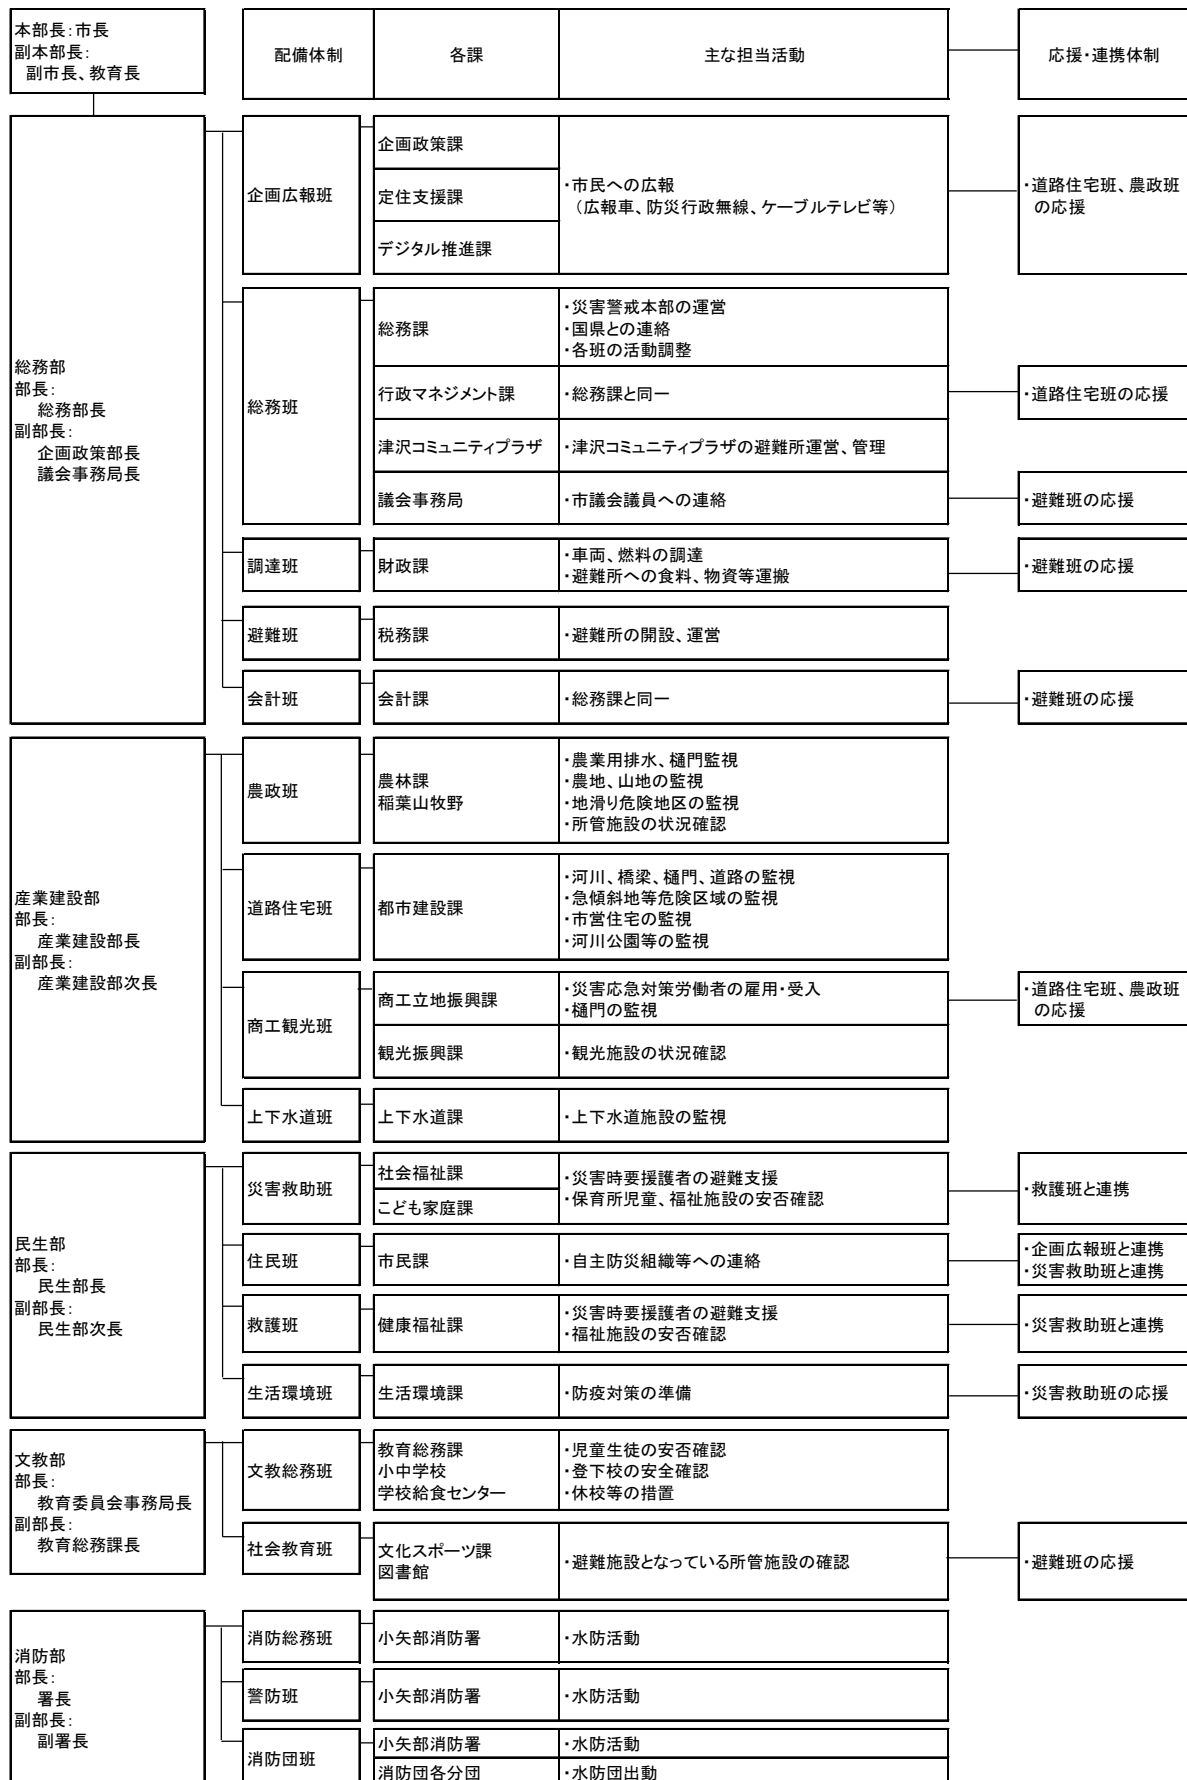 本部長：市長
副本部長：
副市長、教育長
配備体制
各課
主な担当活動
応援・連携体制
総務部
部長：
総務部長
副部長：
企画政策部長
議会事務局長
企画広報班
企画政策課
定住支援課
デジタル推進課
・市民への広報
（広報車、防災行政無線、ケーブルテレビ等）
・道路住宅班、農政班
の応援
総務班
総務課
・災害警戒本部の運営
・国県との連絡
・各班の活動調整
行政マネジメント課
・総務課と同一
・道路住宅班の応援
津沢コミュニティプラザ
・津沢コミュニティプラザの避難所運営、管理
議会事務局
・市議会議員への連絡
・避難班の応援
調達班
財政課
・車両、燃料の調達
・避難所への食料、物資等運搬
・避難班の応援
避難班
税務課
・避難所の開設、運営
会計班
会計課
・総務課と同一
・避難班の応援
産業建設部
部長：
産業建設部長
副部長：
産業建設部次長
農政班
農林課
稲葉山牧野
・農業用排水、樋門監視
・農地、山地の監視
・地滑り危険地区の監視
・所管施設の状況確認
道路住宅班
都市建設課
・河川、橋梁、樋門、道路の監視
・急傾斜地等危険区域の監視
・市営住宅の監視
・河川公園等の監視
商工観光班
商工立地振興課
・災害応急対策労働者の雇用・受入
・樋門の監視
・道路住宅班、農政班
の応援
観光振興課
・観光施設の状況確認
上下水道班
上下水道課
・上下水道施設の監視
民生部
部長：
民生部長
副部長：
民生部次長
災害救助班
社会福祉課
こども家庭課
・災害時要援護者の避難支援
・保育所児童、福祉施設の安否確認
・救護班と連携
住民班
市民課
・自主防災組織等への連絡
・企画広報班と連携
・災害救助班と連携
救護班
健康福祉課
・災害時要援護者の避難支援
・福祉施設の安否確認
・災害救助班と連携
生活環境班
生活環境課
・防疫対策の準備
・災害救助班の応援
文教部
部長：
教育委員会事務局長
副部長：
教育総務課長
文教総務班
教育総務課
小中学校
学校給食センター
・児童生徒の安否確認
・登下校の安全確認
・休校等の措置
社会教育班
文化スポーツ課
図書館
・避難施設となっている所管施設の確認
・避難班の応援
消防部
部長：
署長
副部長：
副署長
消防総務班
小矢部消防署
・水防活動
警防班
小矢部消防署
・水防活動
消防団班
小矢部消防署
・水防活動
消防団各分団
・水防団出動